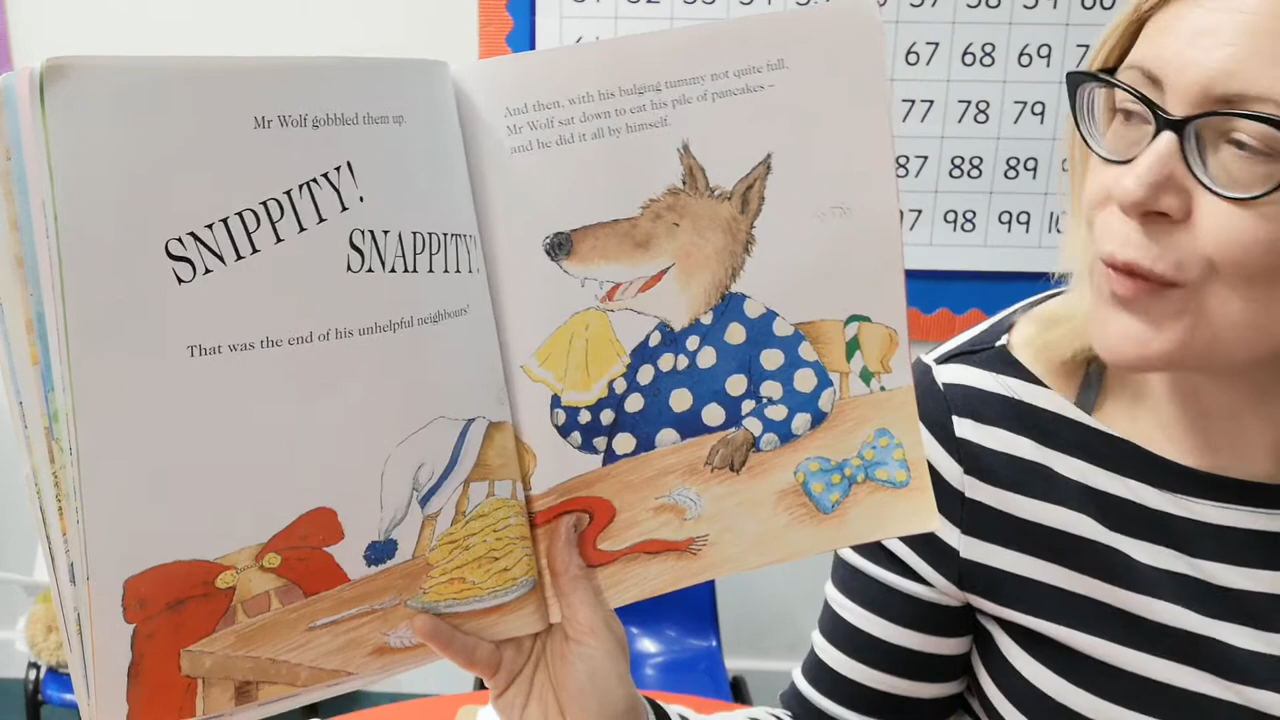 Mr Wolf gobbled them up.
SNIPPITY!
SNAPPITY!
That was the end of his unhelpful neighbours!
And then, with his bulging tummy not quite full,
Mr Wolf sat down to eat his pile of pancakes –
and he did it all by himself.
60
67 68 69
77 78 79
87 88 89
98 99